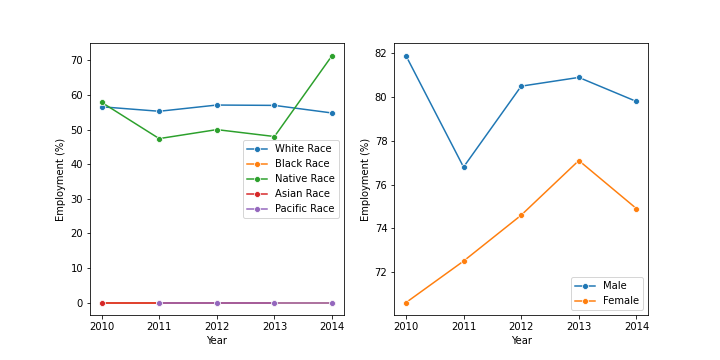 70
60
50
40
30
20
10
0
Employment (%)
2010 2011 2012 2013 2014
Year
White Race
Black Race
Native Race
Asian Race
Pacific Race
82
80
78
76
74
72
Employment (%)
2010 2011 2012 2013 2014
Year
Male
Female